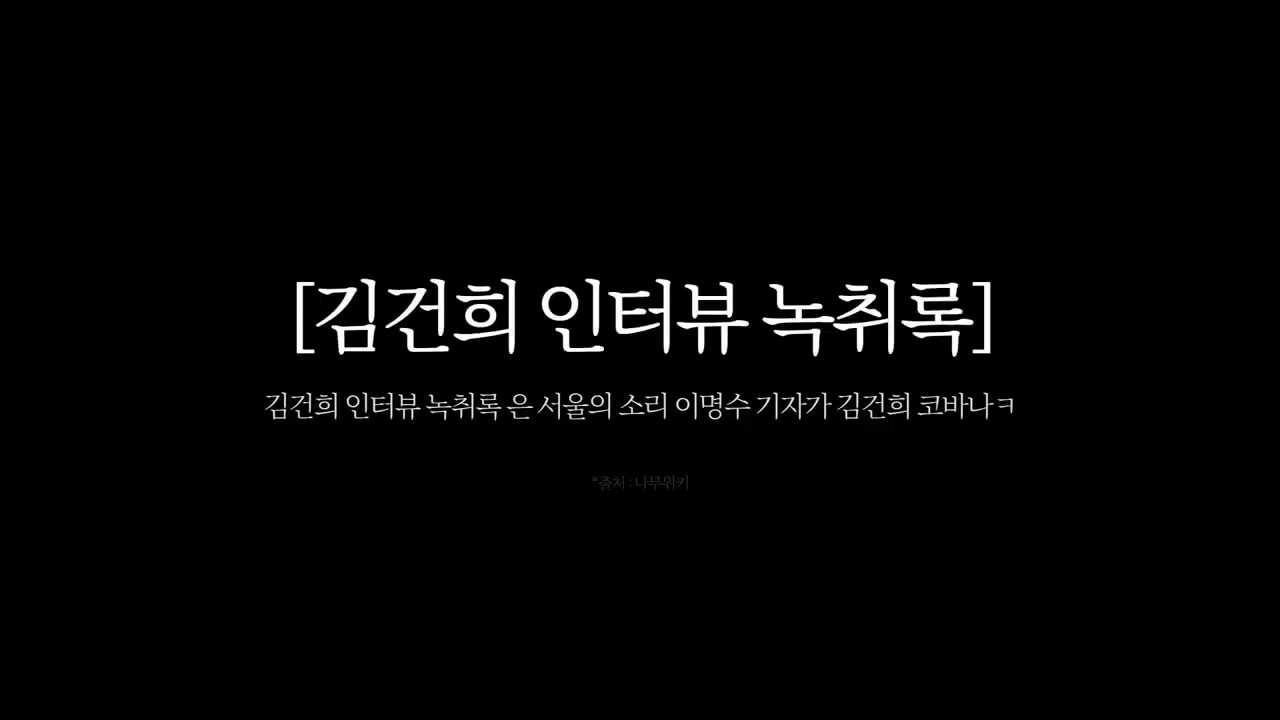 [김건희 인터뷰 녹취록]
김건희 인터뷰 녹취록 은 서울의 소리 이명수 기자가 김건희 코바나ㅋ
*출처 : 나무위키